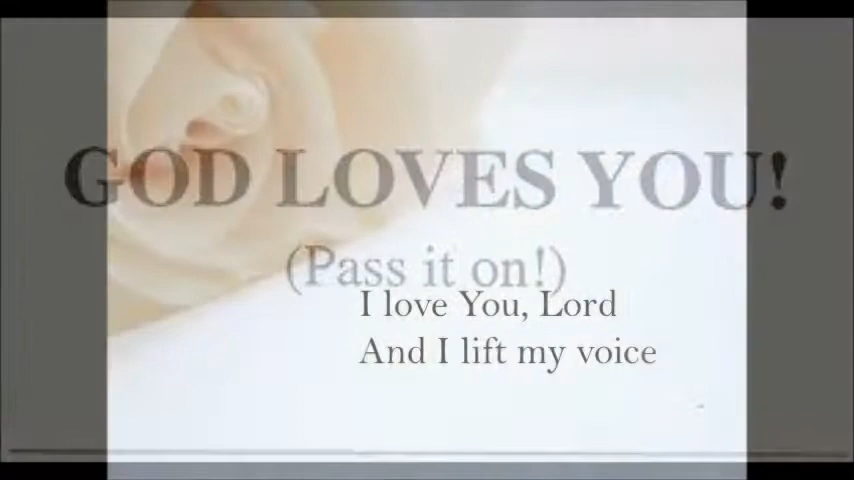 GOD LOVES YOU!
(Pass it on!)
I love You, Lord
And I lift my voice